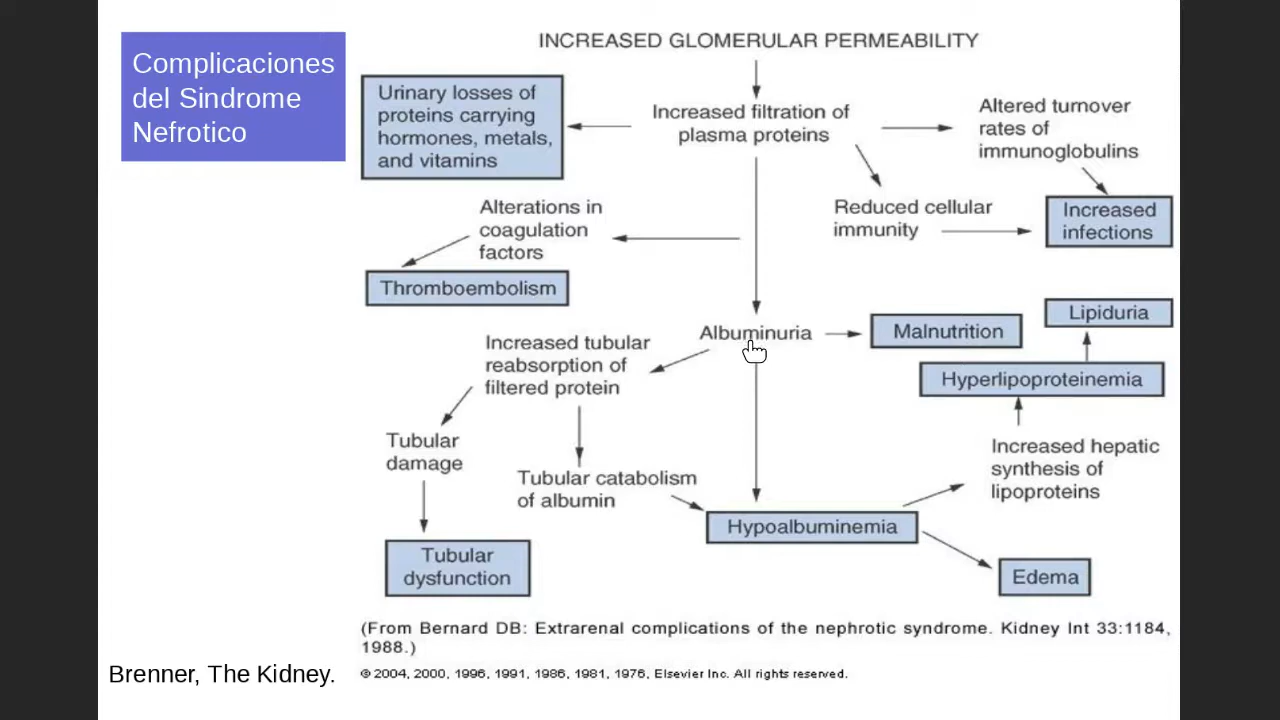 Complicaciones
del Sindrome
Nefrotico
INCREASED GLOMERULAR PERMEABILITY
Urinary losses of
proteins carrying
hormones, metals,
and vitamins
Increased filtration of
plasma proteins
Altered turnover
rates of
immunoglobulins
Alterations in
coagulation
factors
Reduced cellular
immunity
Increased
infections
Thromboembolism
Albuminuria
Malnutrition
Lipiduria
Increased tubular
reabsorption of
filtered protein
Hyperlipoproteinemia
Tubular
damage
Tubular catabolism
of albumin
Increased hepatic
synthesis of
lipoproteins
Hypoalbuminemia
Tubular
dysfunction
Edema
(From Bernard DB: Extrarenal complications of the nephrotic syndrome. Kidney Int 33:1184,
1988.)
Brenner, The Kidney.
© 2004, 2000, 1996, 1991, 1986, 1981, 1976, Elsevier Inc. All rights reserved.